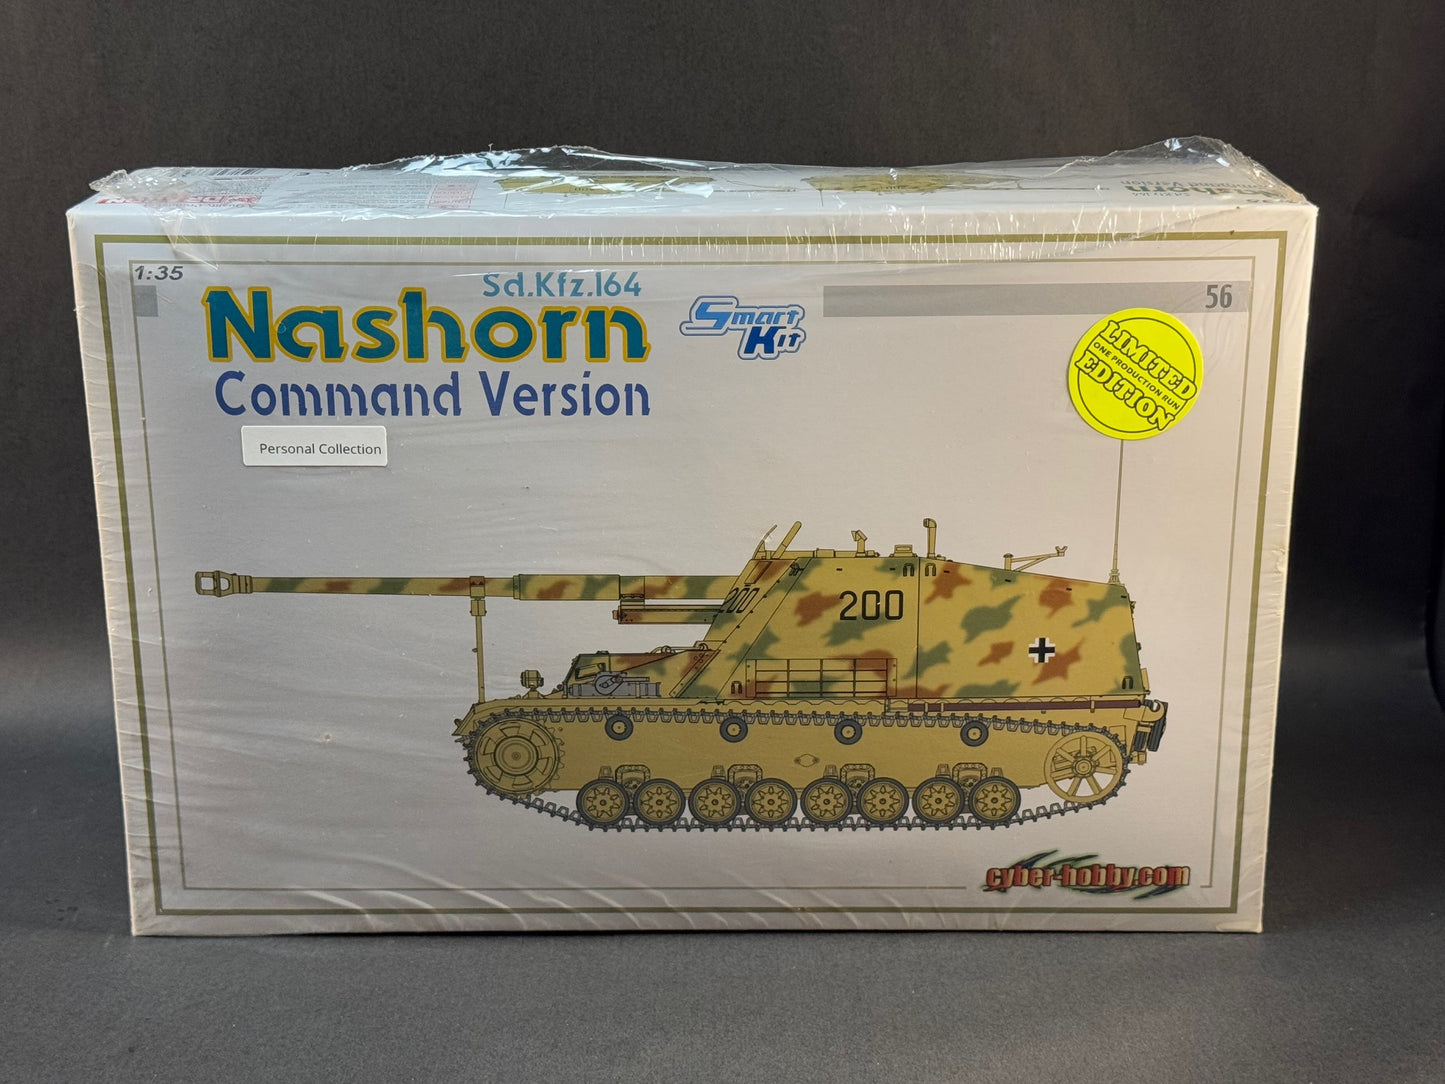 1:35
Sd.Kfz.164
Nashorn
Command Version
Smart
Kit
56
LIMITED
ONE PRODUCTION RUN
EDITION
Personal Collection
200
200
cyber-hobby.com